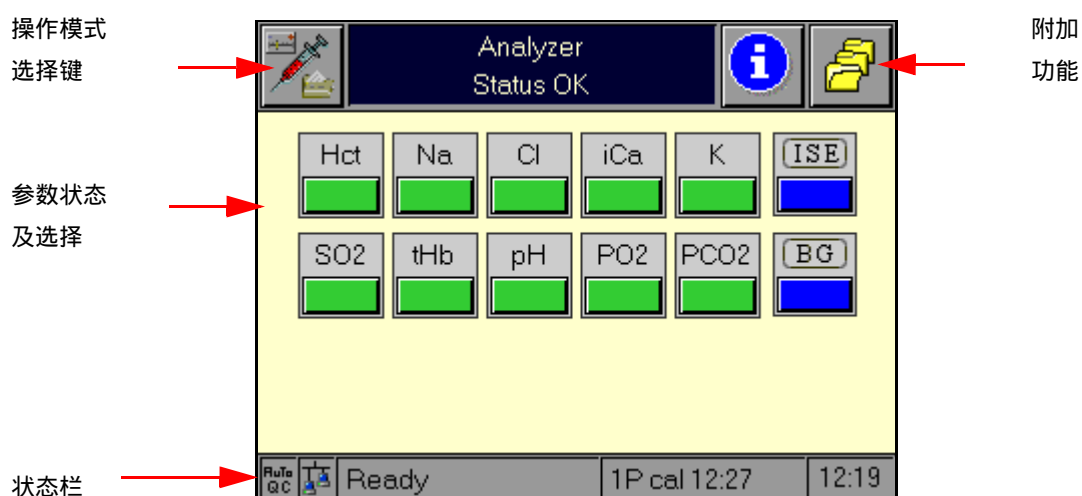 操作模式
选择键
Analyzer
Status OK
i
附加
功能
Hct Na Cl iCa K ISE
参数状态
及选择
SO2 tHb pH PO2 PCO2 BG
状态栏
AuTo
QC
Ready 1P cal 12:27 12:19